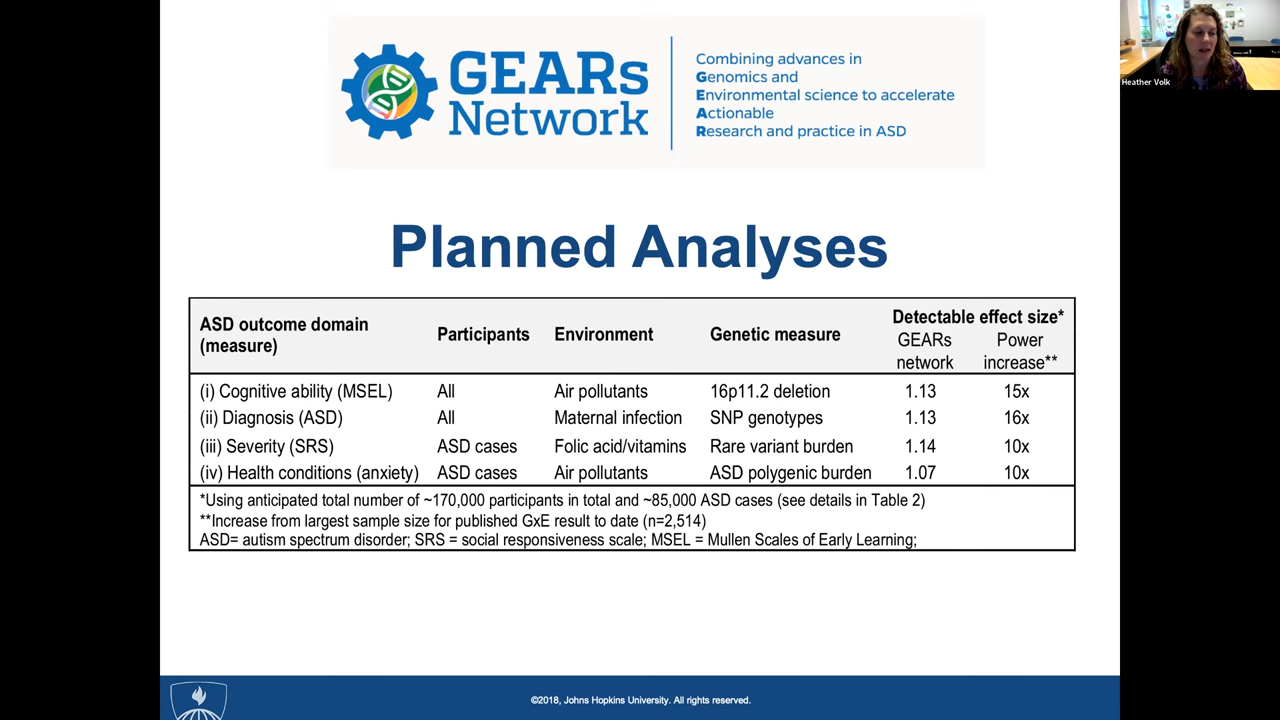 GEARs
Network
Combining advances in
Genomics and
Environmental science to accelerate
Actionable
Research and practice in ASD
Heather Volk
Planned Analyses
ASD outcome domain
(measure)
Participants
Environment
Genetic measure
Detectable effect size*
GEARs
network
Power
increase**
(i) Cognitive ability (MSEL) All Air pollutants 16p11.2 deletion 1.13 15x
(ii) Diagnosis (ASD) All Maternal infection SNP genotypes 1.13 16x
(iii) Severity (SRS) ASD cases Folic acid/vitamins Rare variant burden 1.14 10x
(iv) Health conditions (anxiety) ASD cases Air pollutants ASD polygenic burden 1.07 10x
*Using anticipated total number of ~170,000 participants in total and ~85,000 ASD cases (see details in Table 2)
**Increase from largest sample size for published GxE result to date (n=2,514)
ASD= autism spectrum disorder; SRS = social responsiveness scale; MSEL = Mullen Scales of Early Learning;
©2018, Johns Hopkins University. All rights reserved.